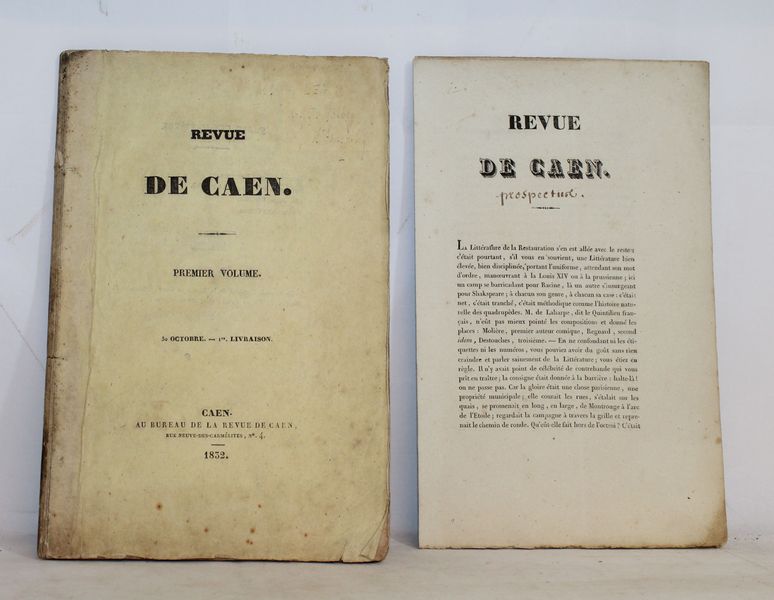 REVUE
DE CAEN.
PREMIER VOLUME.
30 OCTOBRE. — 1re. LIVRAISON.
CAEN.
AU BUREAU DE LA REVUE DE CAEN,
RUE NEUVE-DES-CARMÉLITES, No. 4.
1832.
REVUE
DE CAEN.
prospectus.
La Littérature de la Restauration s'en est allée avec le reste :
c'était pourtant, s'il vous en souvient, une Littérature bien
élevée, bien disciplinée, portant l'uniforme, attendant son mot
d'ordre, manœuvrant à la Louis XIV ou à la prussienne ; ici
un camp se barricadant pour Racine, là un autre s'insurgeant
pour Shakspeare ; à chacun son genre, à chacun sa case : c'était
net, c'était tranché, c'était méthodique comme l'histoire natu-
relle des quadrupèdes. M. de Laharpe, dit le Quintilien fran-
çais, n'eût pas mieux pointé les compositions et donné les
places : Molière, premier auteur comique, Regnard, second
idem, Destouches, troisième. — En ne confondant ni les éti-
quettes ni les numéros, vous pouviez avoir du goût sans rien
craindre et parler sainement de la Littérature ; vous étiez en
règle. Il n'y avait point de célébrité de contrebande qui vous
prit en traître ; la consigne était donnée à la barrière : halte-là !
on ne passe pas. Car la gloire était une chose parisienne, une
propriété municipale ; elle courait les rues, s'étalait sur les
quais, se promenait en long, en large, de Montrouge à l'arc
de l'Etoile ; regardait la campagne à travers la grille et repre-
nait le chemin de ronde. Qu'eût-elle fait hors de l'octroi ? C'était